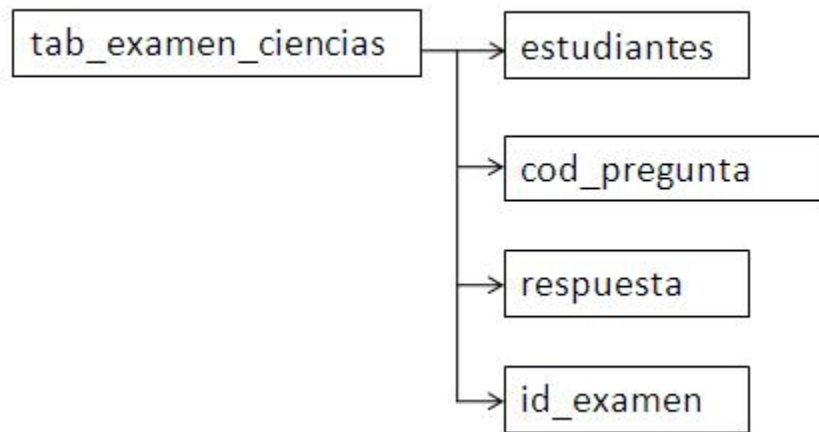 tab_examen_ciencias
estudiantes
cod_pregunta
respuesta
id_examen